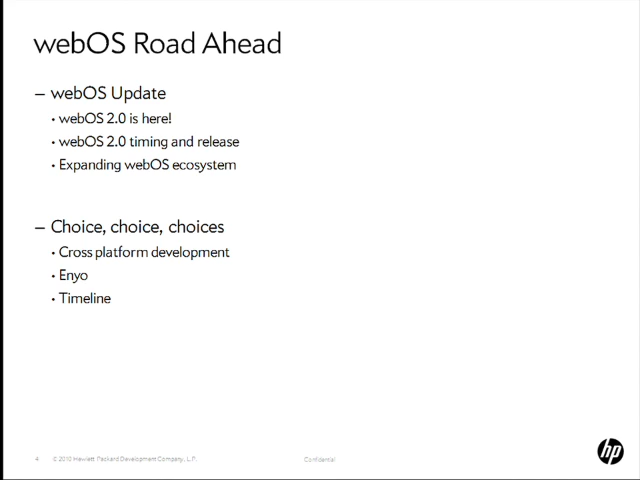 webOS Road Ahead
– webOS Update
• webOS 2.0 is here!
• webOS 2.0 timing and release
• Expanding webOS ecosystem
– Choice, choice, choices
• Cross platform development
• Enyo
• Timeline
4 © 2010 Hewlett Packard Development Company, L.P. Confidential
hp